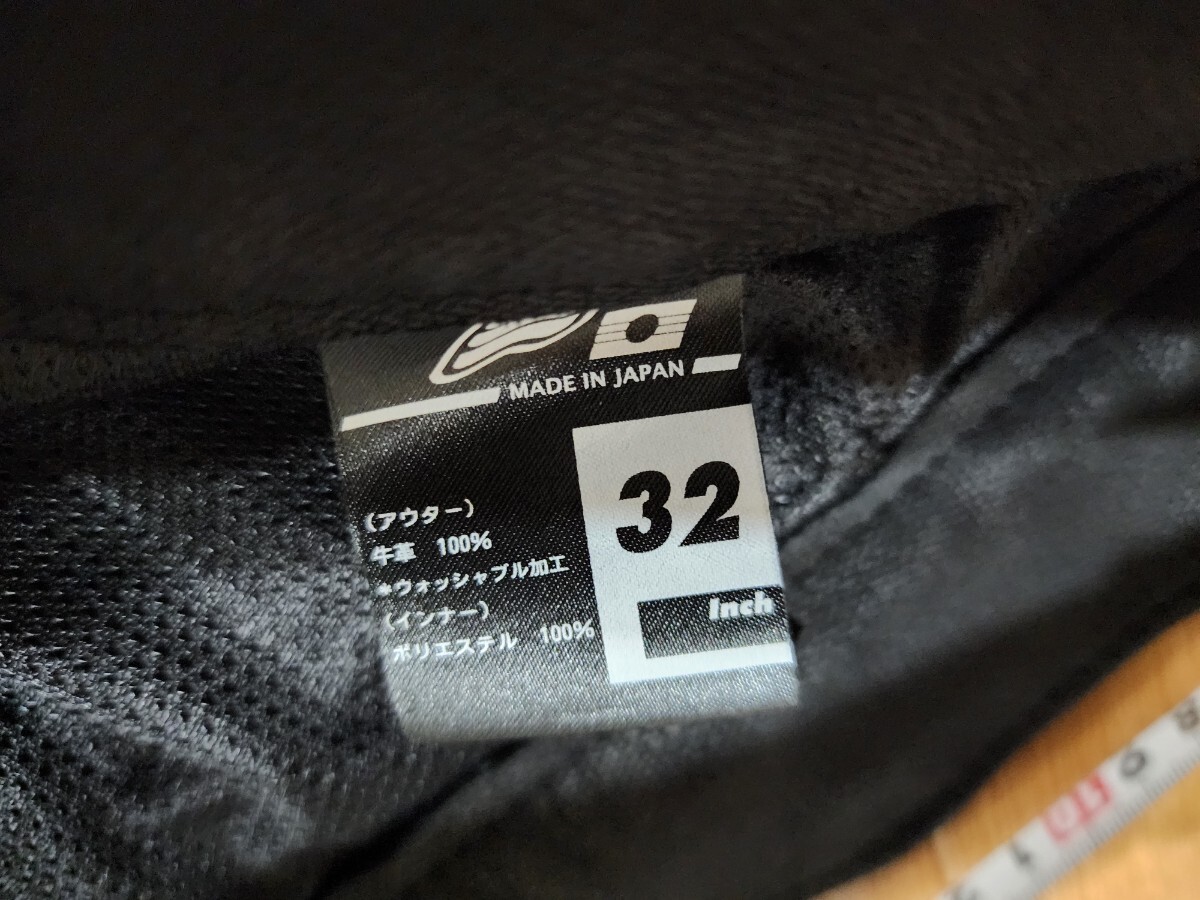 MADE IN JAPAN
32
Inch
(アウター)
牛革 100%
*ウォッシャブル加工
(インナー)
ポリエステル 100%